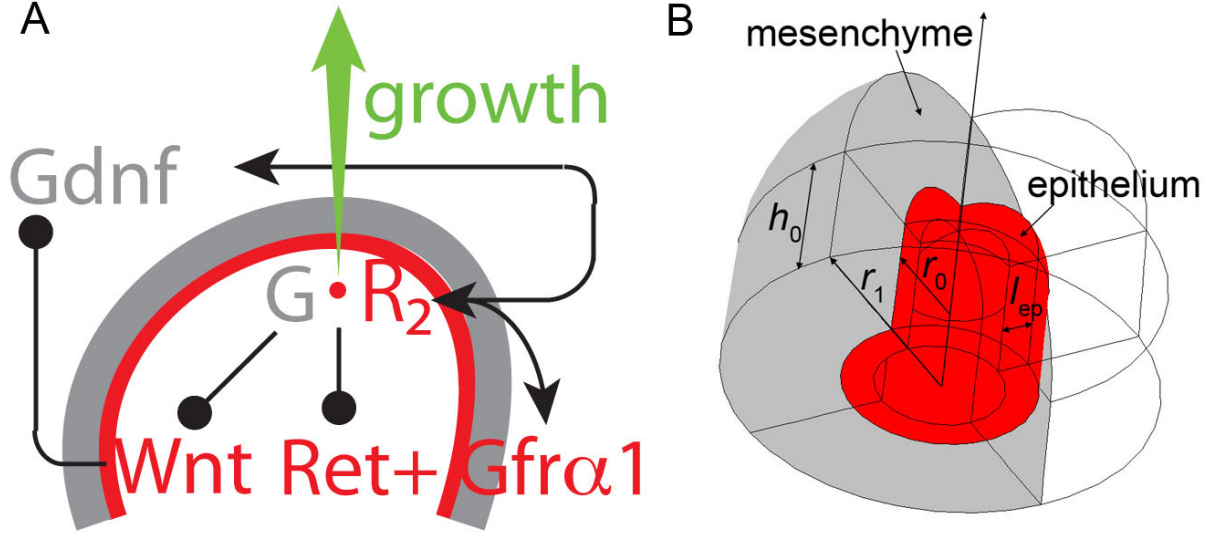 A
growth
Gdnf
G • R2
Wnt Ret+ Gfrα1
B
mesenchyme
epithelium
h0
r1
r0
lep